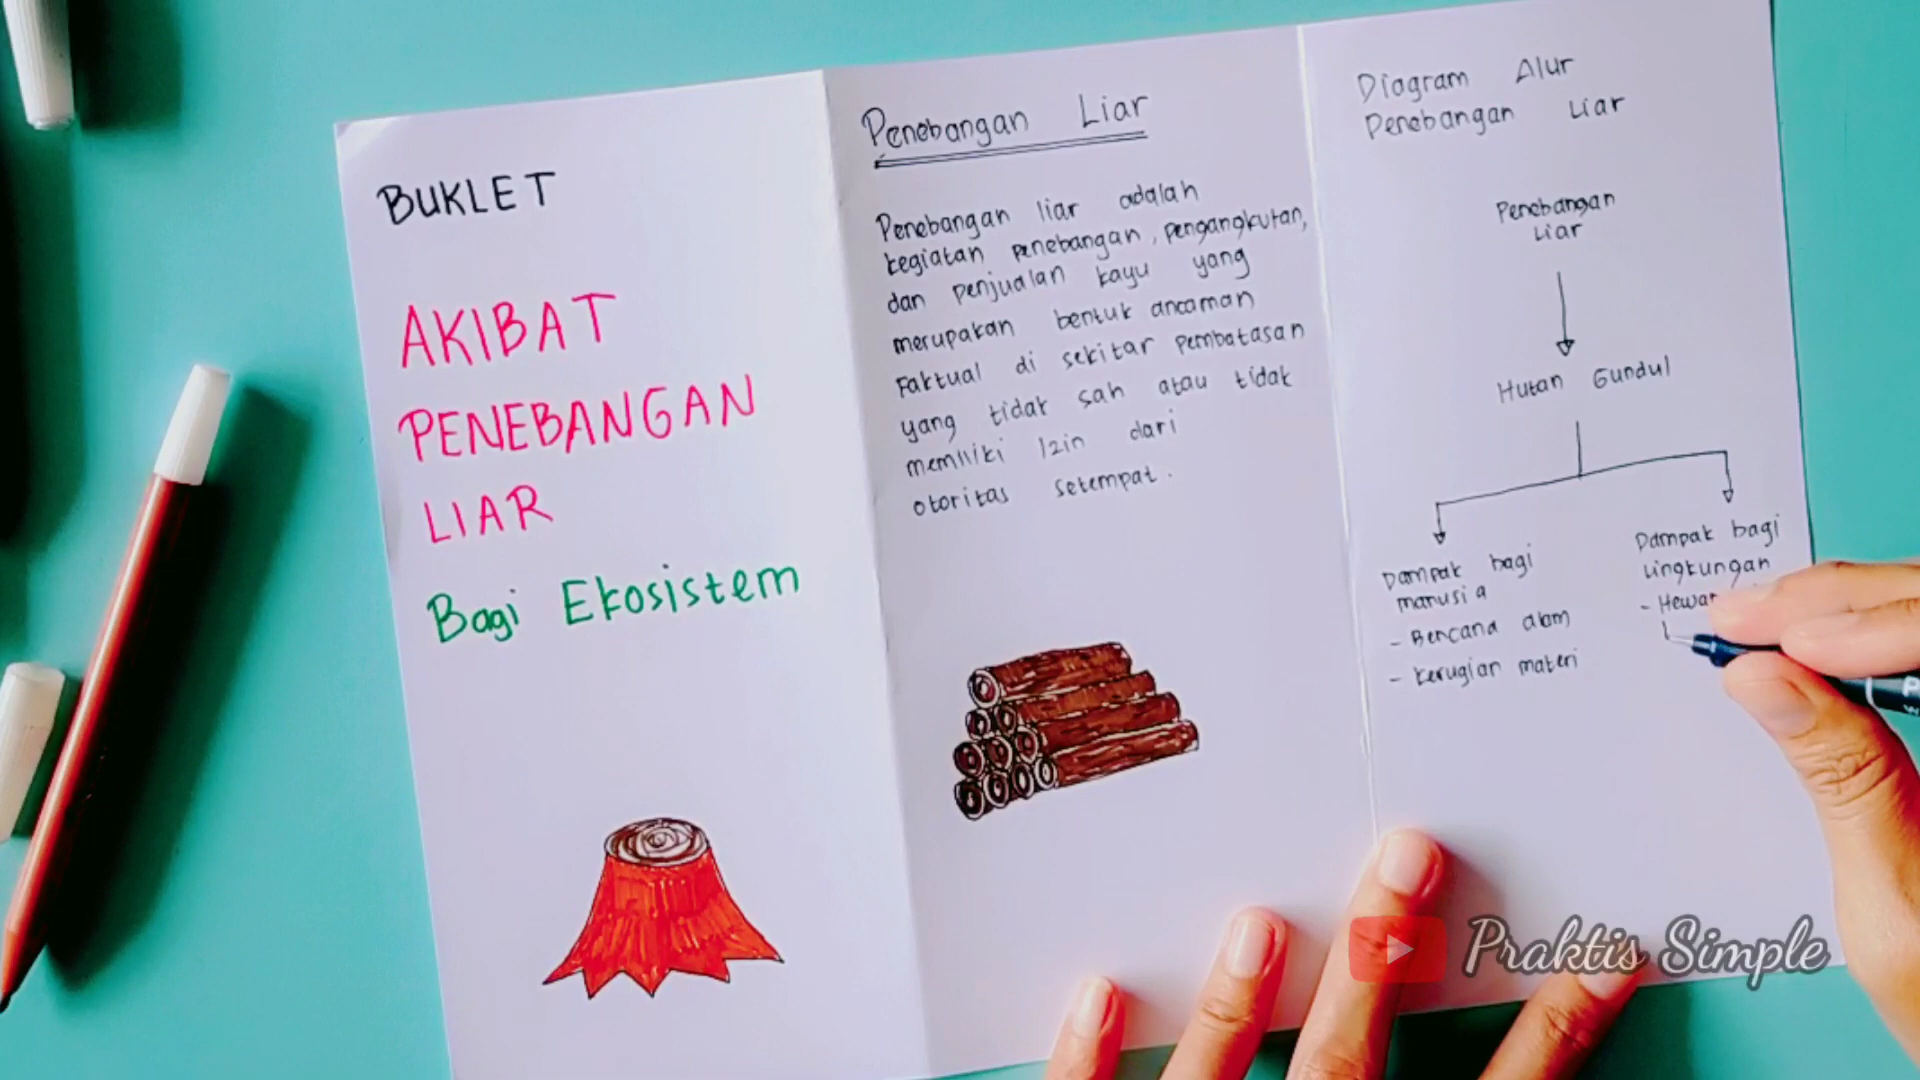 BUKLET
AKIBAT
PENEBANGAN
LIAR
Bagi Ekosistem
Penebangan Liar
Penebangan liar adalah
kegiatan penebangan, pengangkutan,
dan penjualan kayu yang
merupakan bentuk ancaman
Faktual di sekitar pembatasan
yang tidak sah atau tidak
memiliki Izin dari
otoritas setempat.
Diagram Alur
Penebangan Liar
Penebangan
Liar
Hutan Gundul
Dampak bagi
manusia
- Bencana alam
- kerugian materi
Dampak bagi
Lingkungan
- Hewan
Praktis Simple